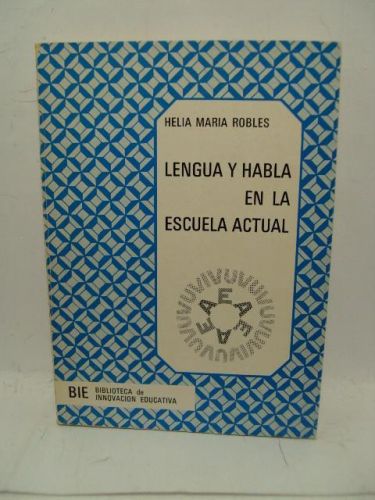 HELIA MARIA ROBLES
LENGUA Y HABLA
EN LA
ESCUELA ACTUAL
BIE BIBLIOTECA de
INNOVACION EDUCATIVA